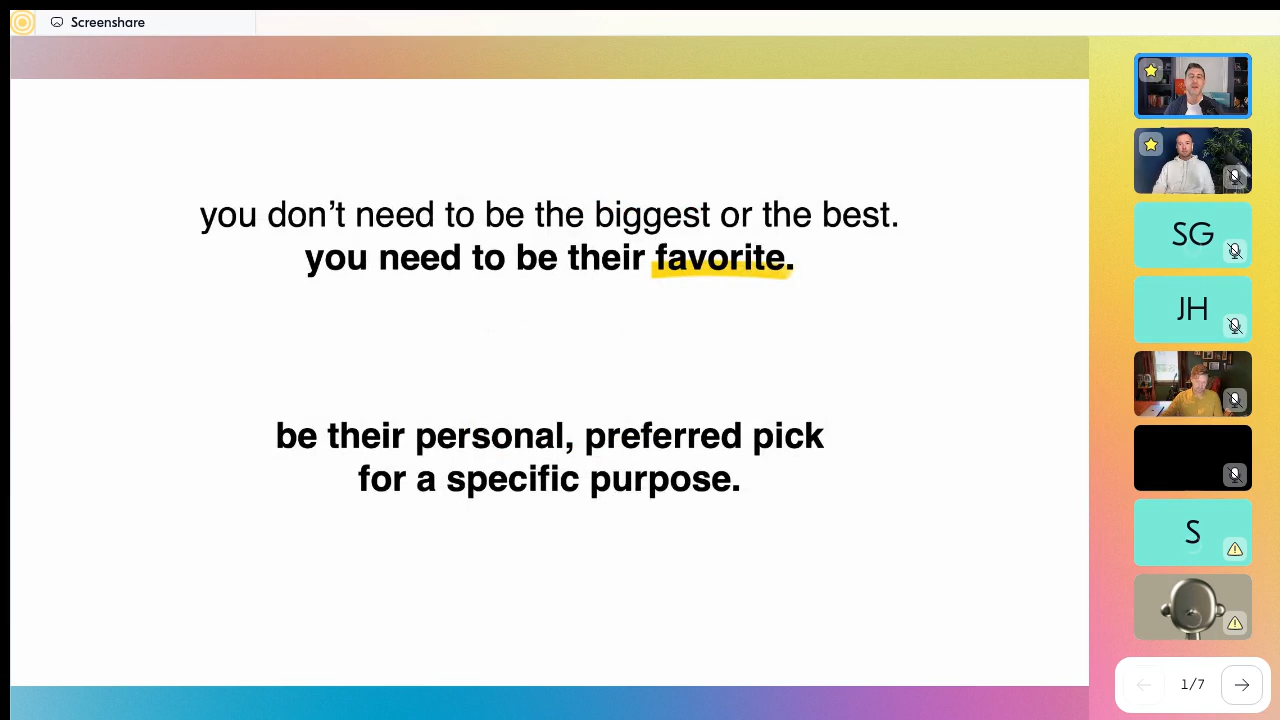 Screenshare
you don't need to be the biggest or the best.
you need to be their favorite.
be their personal, preferred pick
for a specific purpose.
SG
JH
S
1/7